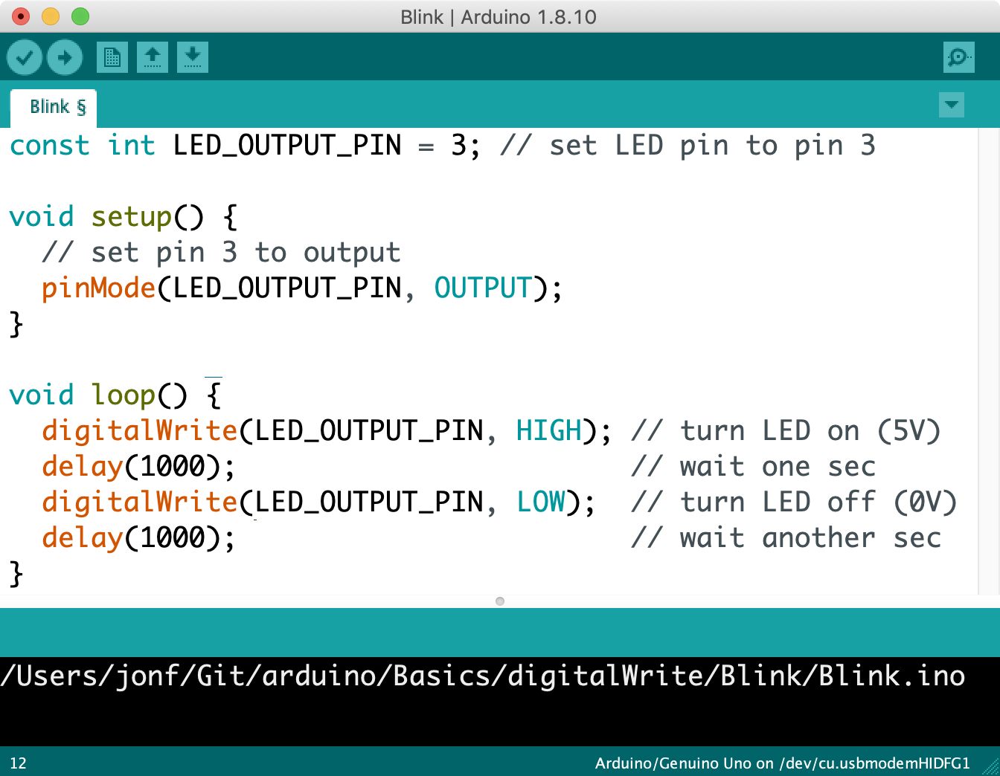 Blink | Arduino 1.8.10
Blink §
const int LED_OUTPUT_PIN = 3; // set LED pin to pin 3
void setup() {
  // set pin 3 to output
  pinMode(LED_OUTPUT_PIN, OUTPUT);
}
void loop() {
  digitalWrite(LED_OUTPUT_PIN, HIGH); // turn LED on (5V)
  delay(1000);                        // wait one sec
  digitalWrite(LED_OUTPUT_PIN, LOW);  // turn LED off (0V)
  delay(1000);                        // wait another sec
}
/Users/jonf/Git/arduino/Basics/digitalWrite/Blink/Blink.ino
12 Arduino/Genuino Uno on /dev/cu.usbmodemHIDFG1